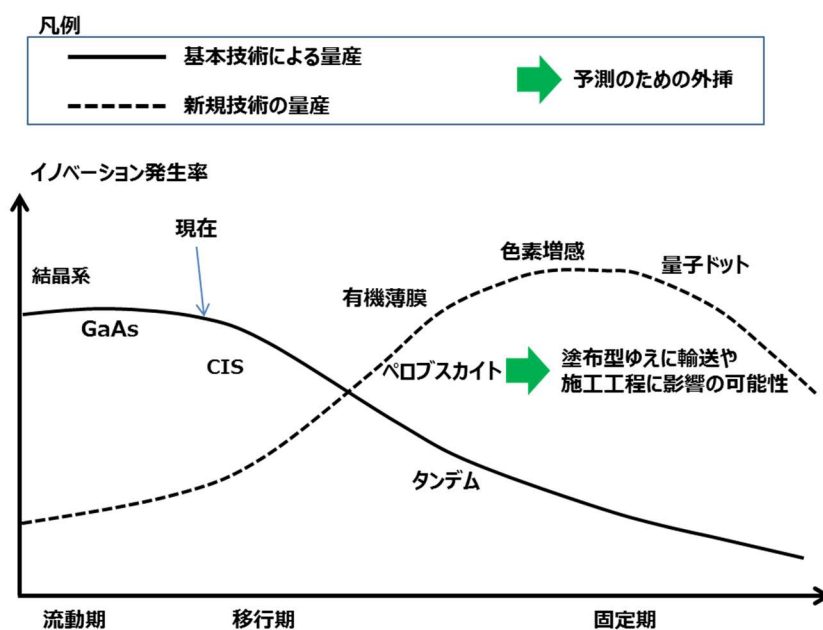 凡例
基本技術による量産
新規技術の量産
予測のための外挿
イノベーション発生率
現在
結晶系
GaAs
CIS
有機薄膜
色素増感
量子ドット
ペロブスカイト
塗布型ゆえに輸送や
施工工程に影響の可能性
タンデム
流動期
移行期
固定期